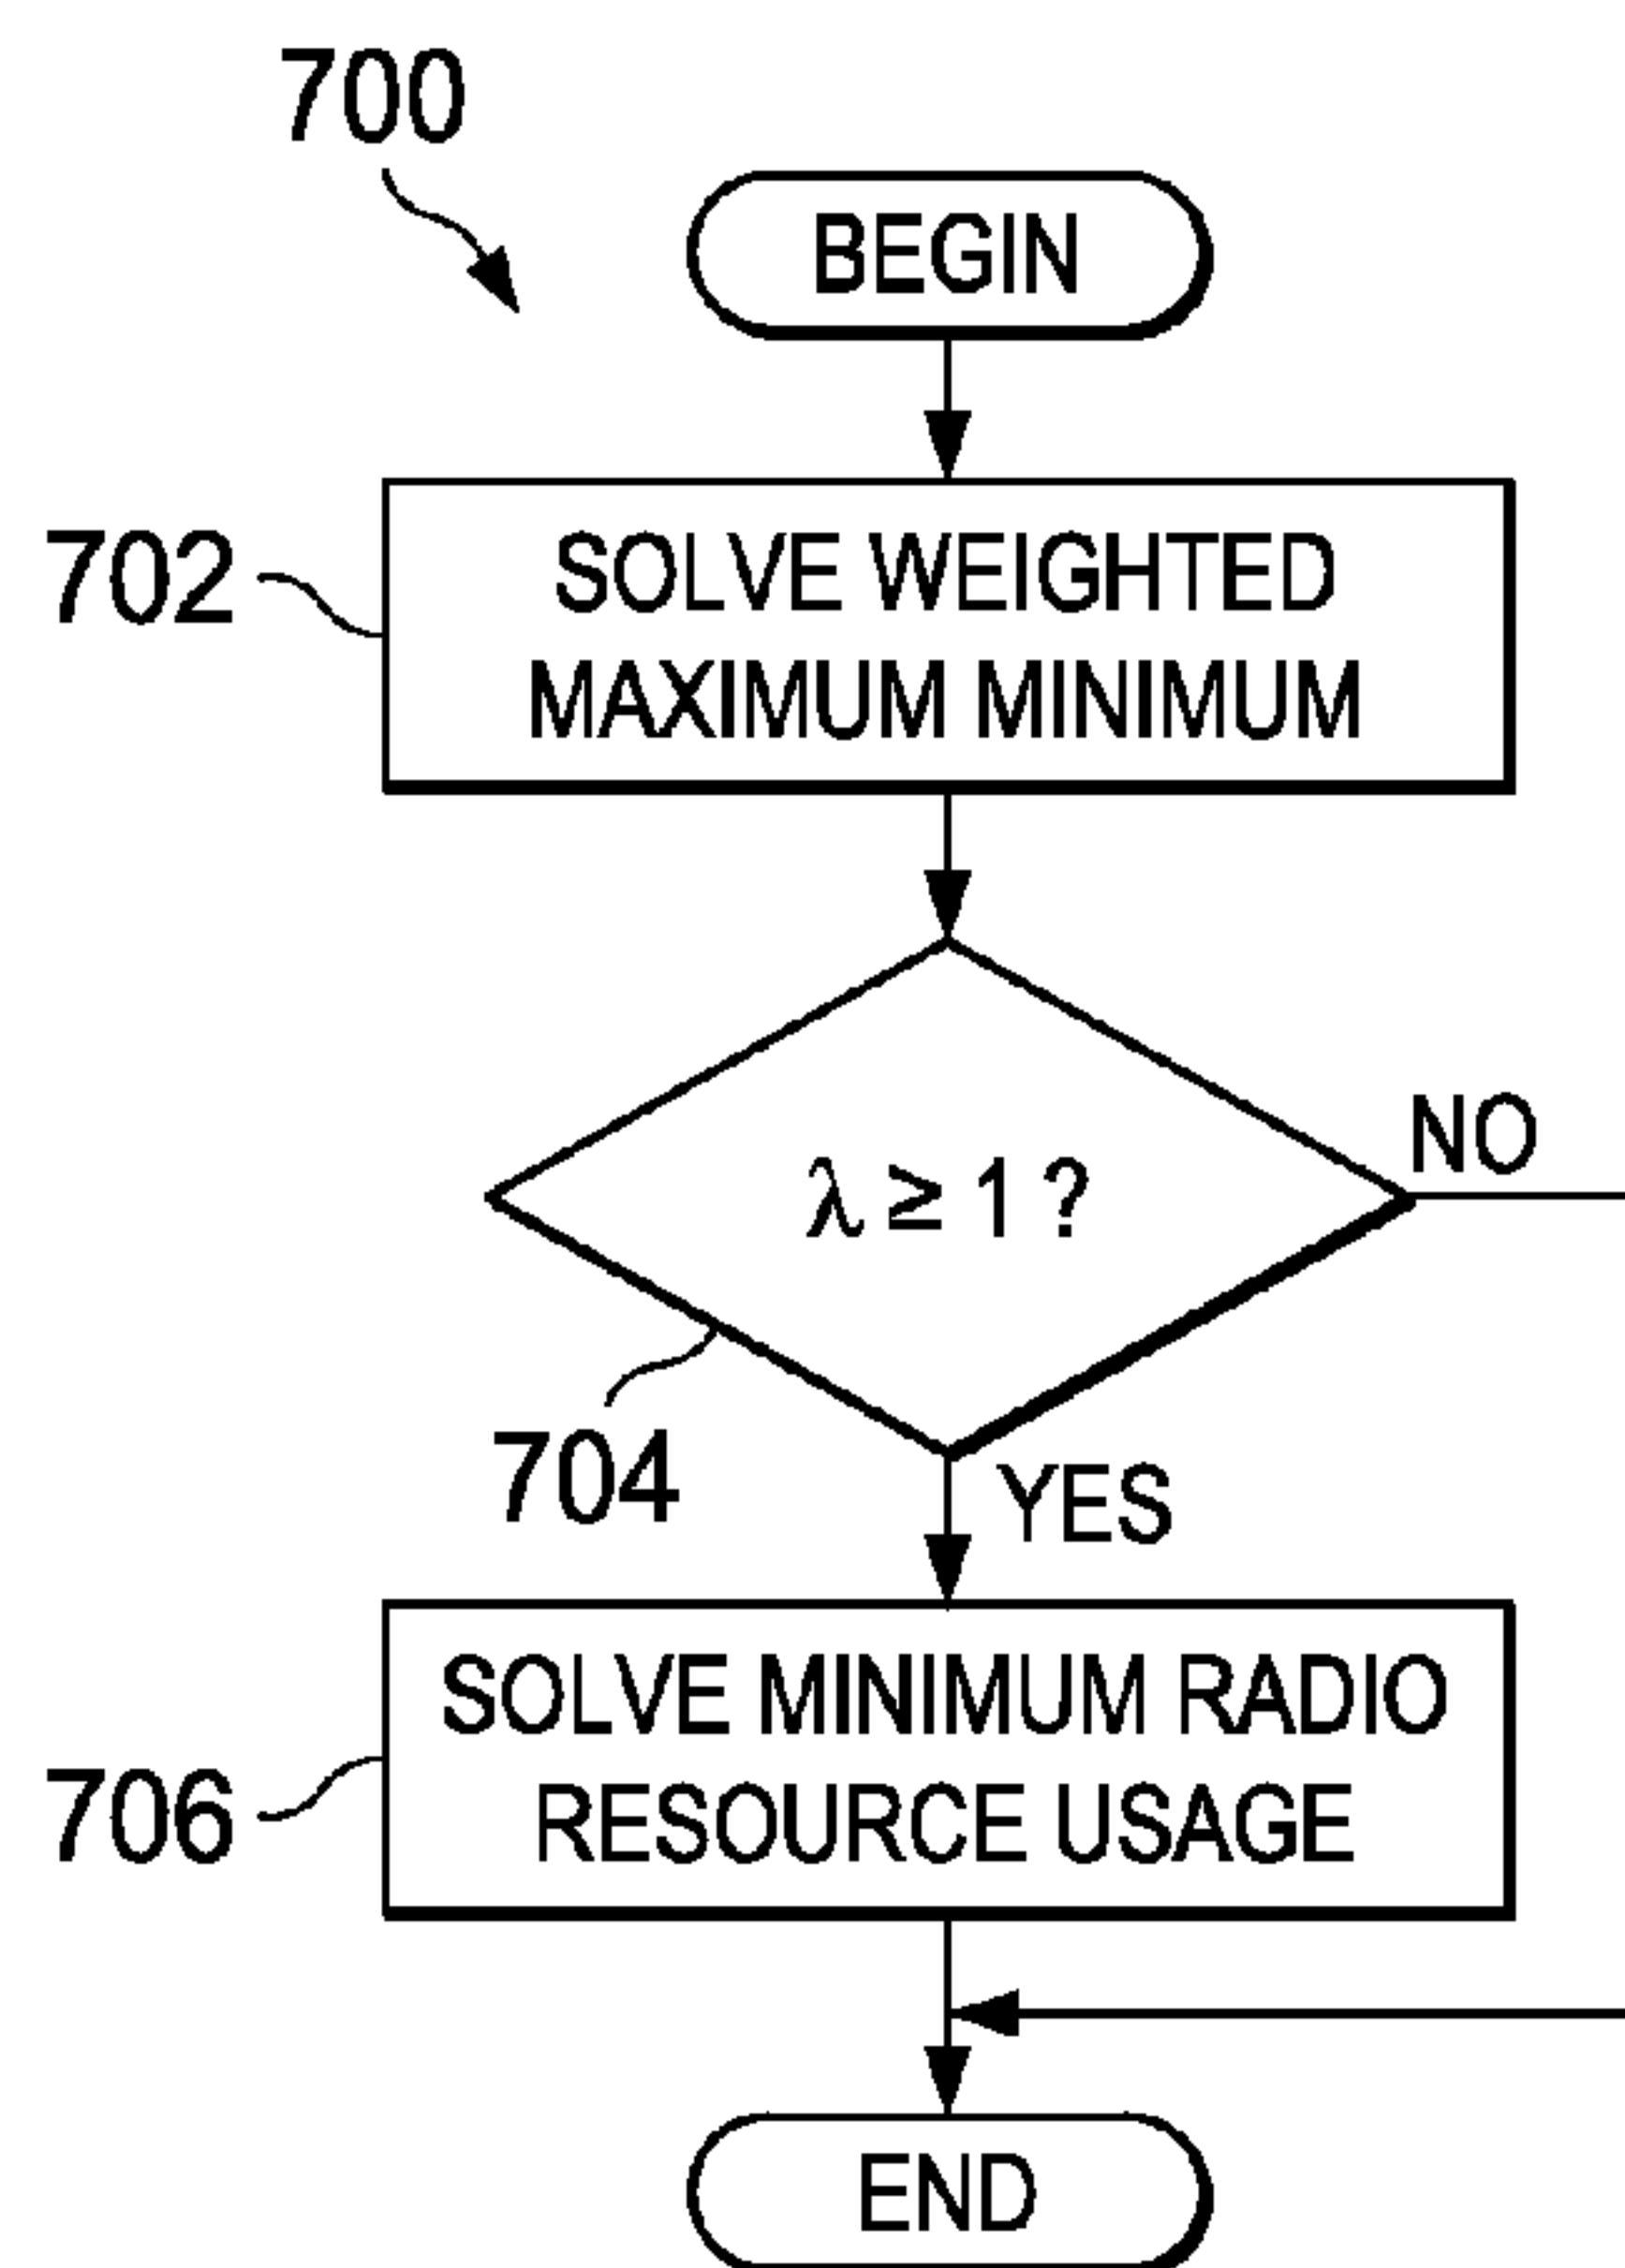 700
BEGIN
702
SOLVE WEIGHTED
MAXIMUM MINIMUM
λ ≥ 1 ?
NO
704
YES
706
SOLVE MINIMUM RADIO
RESOURCE USAGE
END